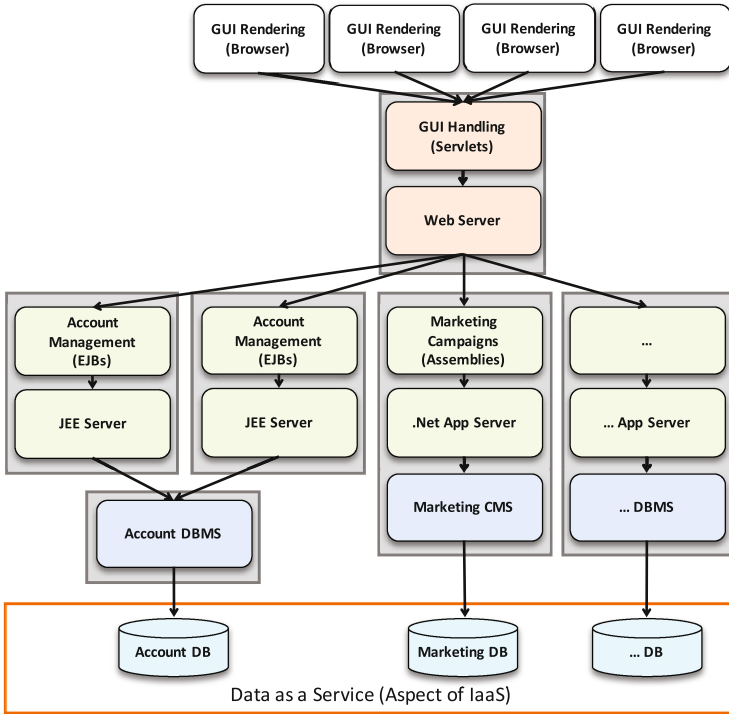 GUI Rendering
(Browser)
GUI Rendering
(Browser)
GUI Rendering
(Browser)
GUI Rendering
(Browser)
GUI Handling
(Servlets)
Web Server
Account
Management
(EJBs)
Account
Management
(EJBs)
Marketing
Campaigns
(Assemblies)
...
JEE Server
JEE Server
.Net App Server
... App Server
Account DBMS
Marketing CMS
... DBMS
Account DB
Marketing DB
... DB
Data as a Service (Aspect of IaaS)